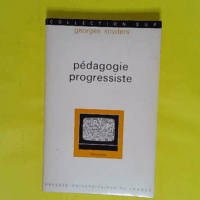 COLLECTION SUP
georges snyders
pédagogie
progressiste
PRESSES UNIVERSITAIRES DE FRANCE